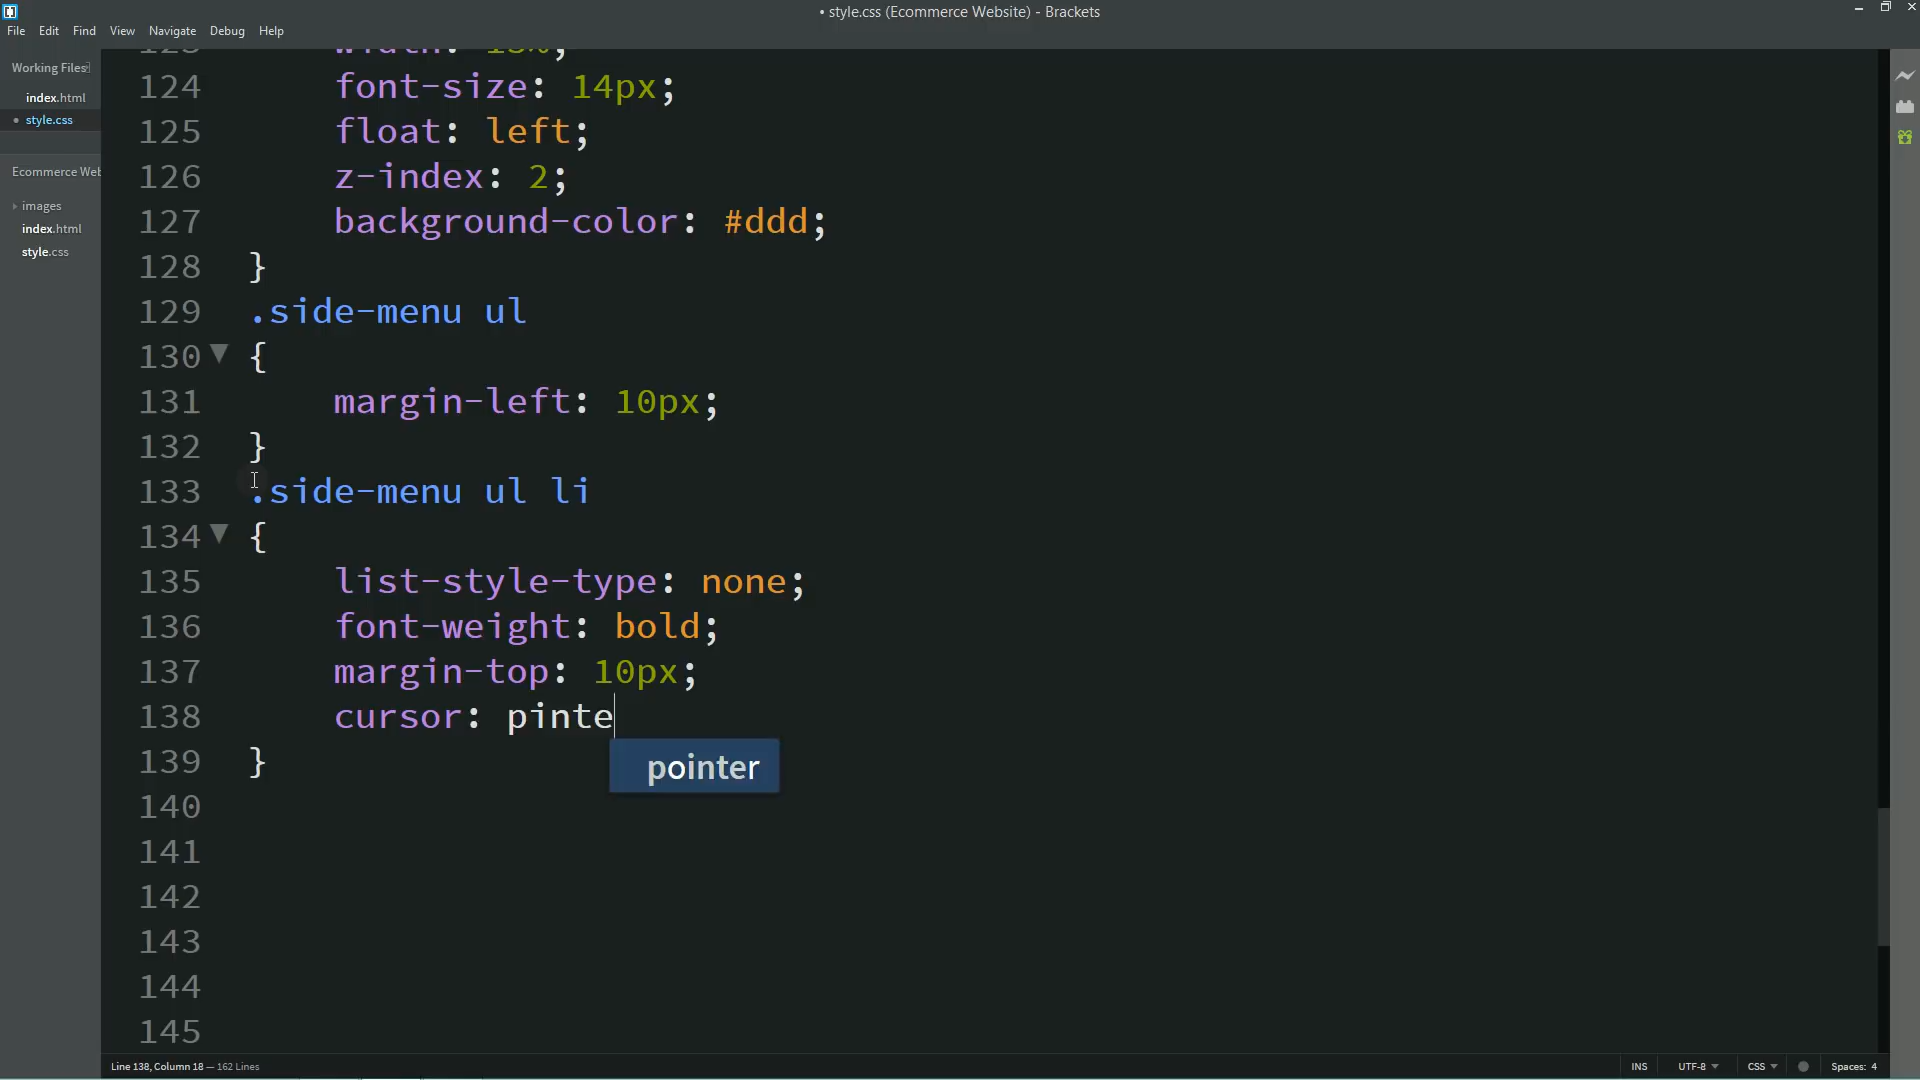 • style.css (Ecommerce Website) - Brackets
File Edit Find View Navigate Debug Help
Working Files
index.html
• style.css
Ecommerce Web
images
index.html
style.css
123 width: 15%;
124 font-size: 14px;
125 float: left;
126 z-index: 2;
127 background-color: #ddd;
128 }
129 .side-menu ul
130 {
131 margin-left: 10px;
132 }
133 .side-menu ul li
134 {
135 list-style-type: none;
136 font-weight: bold;
137 margin-top: 10px;
138 cursor: pinte
139 }
pointer
140
141
142
143
144
145
Line 138, Column 18 — 162 Lines
INS UTF-8 CSS Spaces: 4